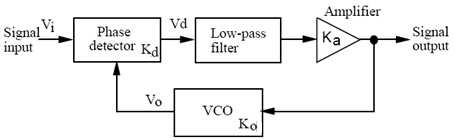 Amplifier
Signal input
Vi
Phase detector
Kd
Vd
Low-pass filter
Ka
Signal output
Vo
VCO
Ko